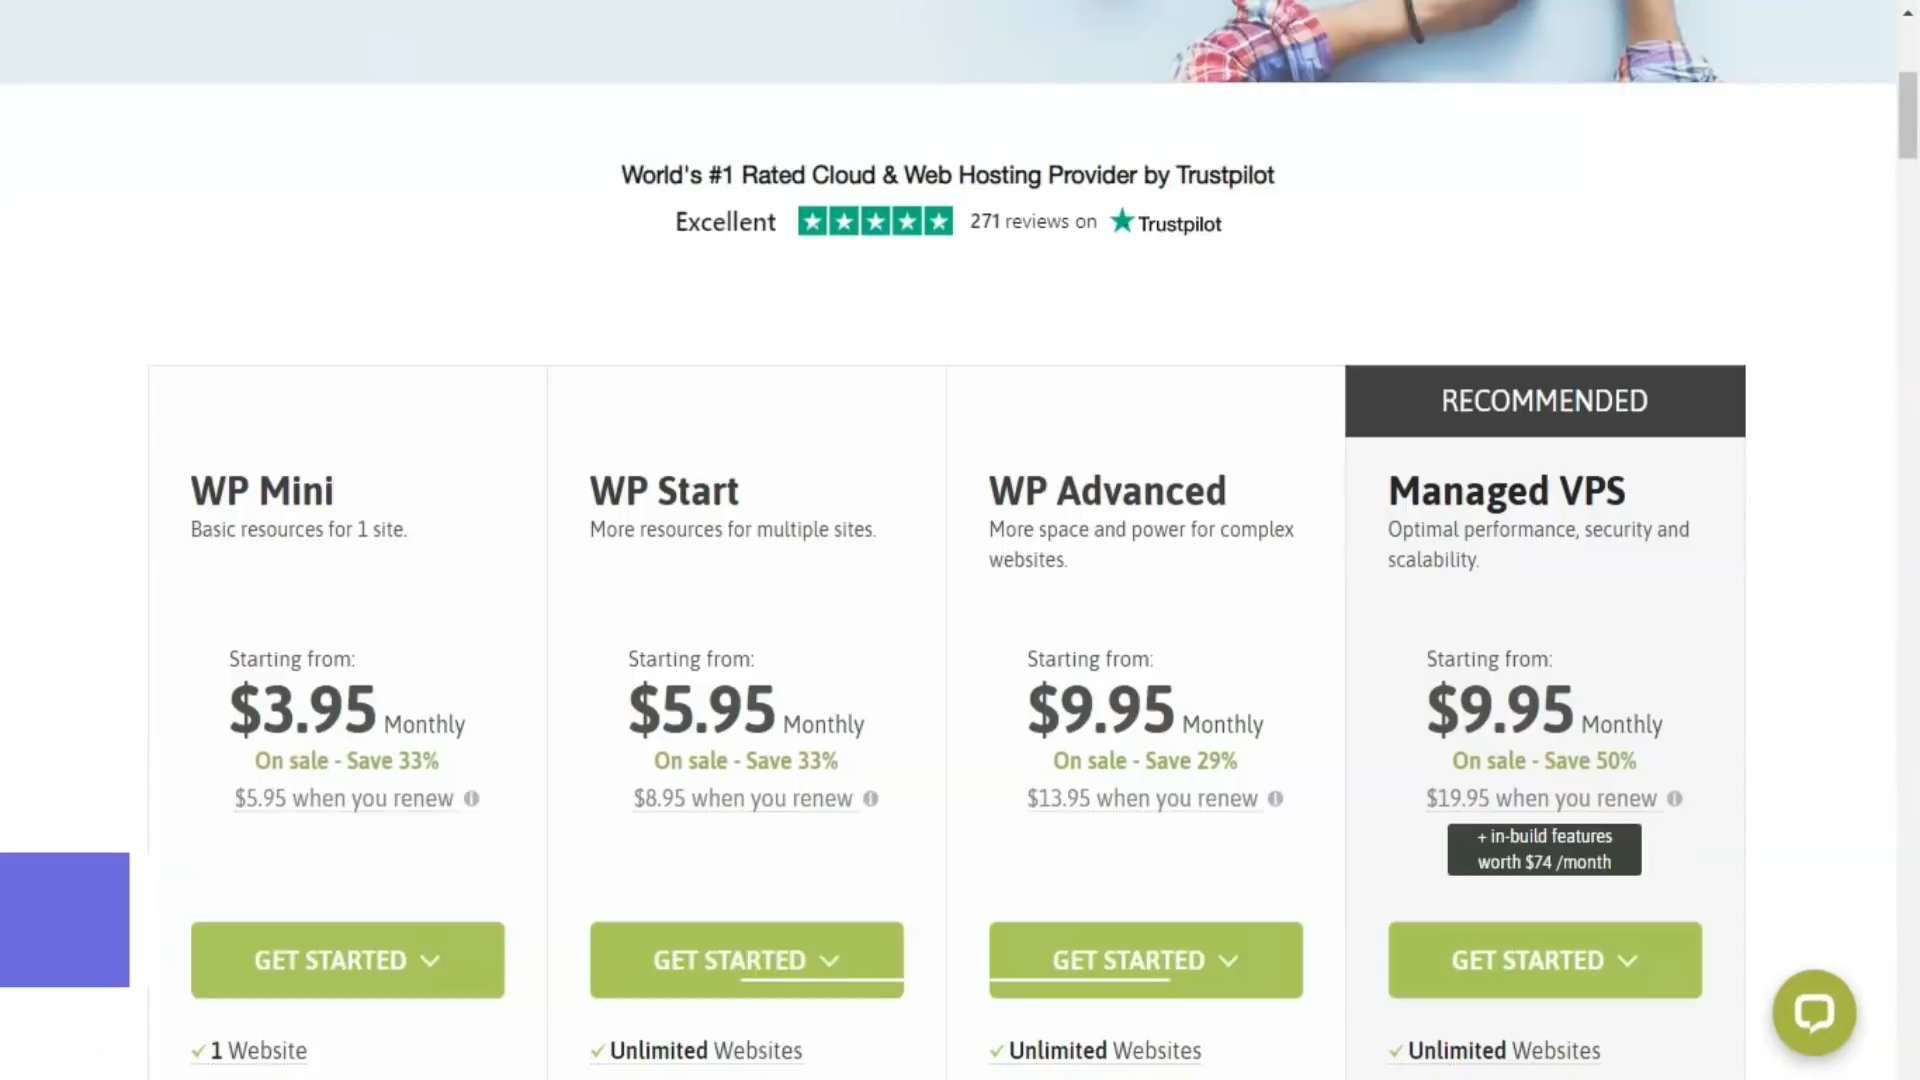 World's #1 Rated Cloud & Web Hosting Provider by Trustpilot
Excellent 271 reviews on Trustpilot
RECOMMENDED
WP Mini
Basic resources for 1 site.
Starting from:
$3.95 Monthly
On sale - Save 33%
$5.95 when you renew
GET STARTED
1 Website
WP Start
More resources for multiple sites.
Starting from:
$5.95 Monthly
On sale - Save 33%
$8.95 when you renew
GET STARTED
Unlimited Websites
WP Advanced
More space and power for complex
websites.
Starting from:
$9.95 Monthly
On sale - Save 29%
$13.95 when you renew
GET STARTED
Unlimited Websites
Managed VPS
Optimal performance, security and
scalability.
Starting from:
$9.95 Monthly
On sale - Save 50%
$19.95 when you renew
+ in-build features
worth $74 /month
GET STARTED
Unlimited Websites